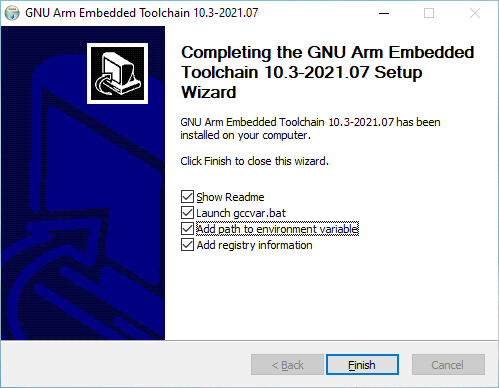 GNU Arm Embedded Toolchain 10.3-2021.07
Completing the GNU Arm Embedded
Toolchain 10.3-2021.07 Setup
Wizard
GNU Arm Embedded Toolchain 10.3-2021.07 has been
installed on your computer.
Click Finish to close this wizard.
Show Readme
Launch gccvar.bat
Add path to environment variable
Add registry information
< Back
Finish
Cancel